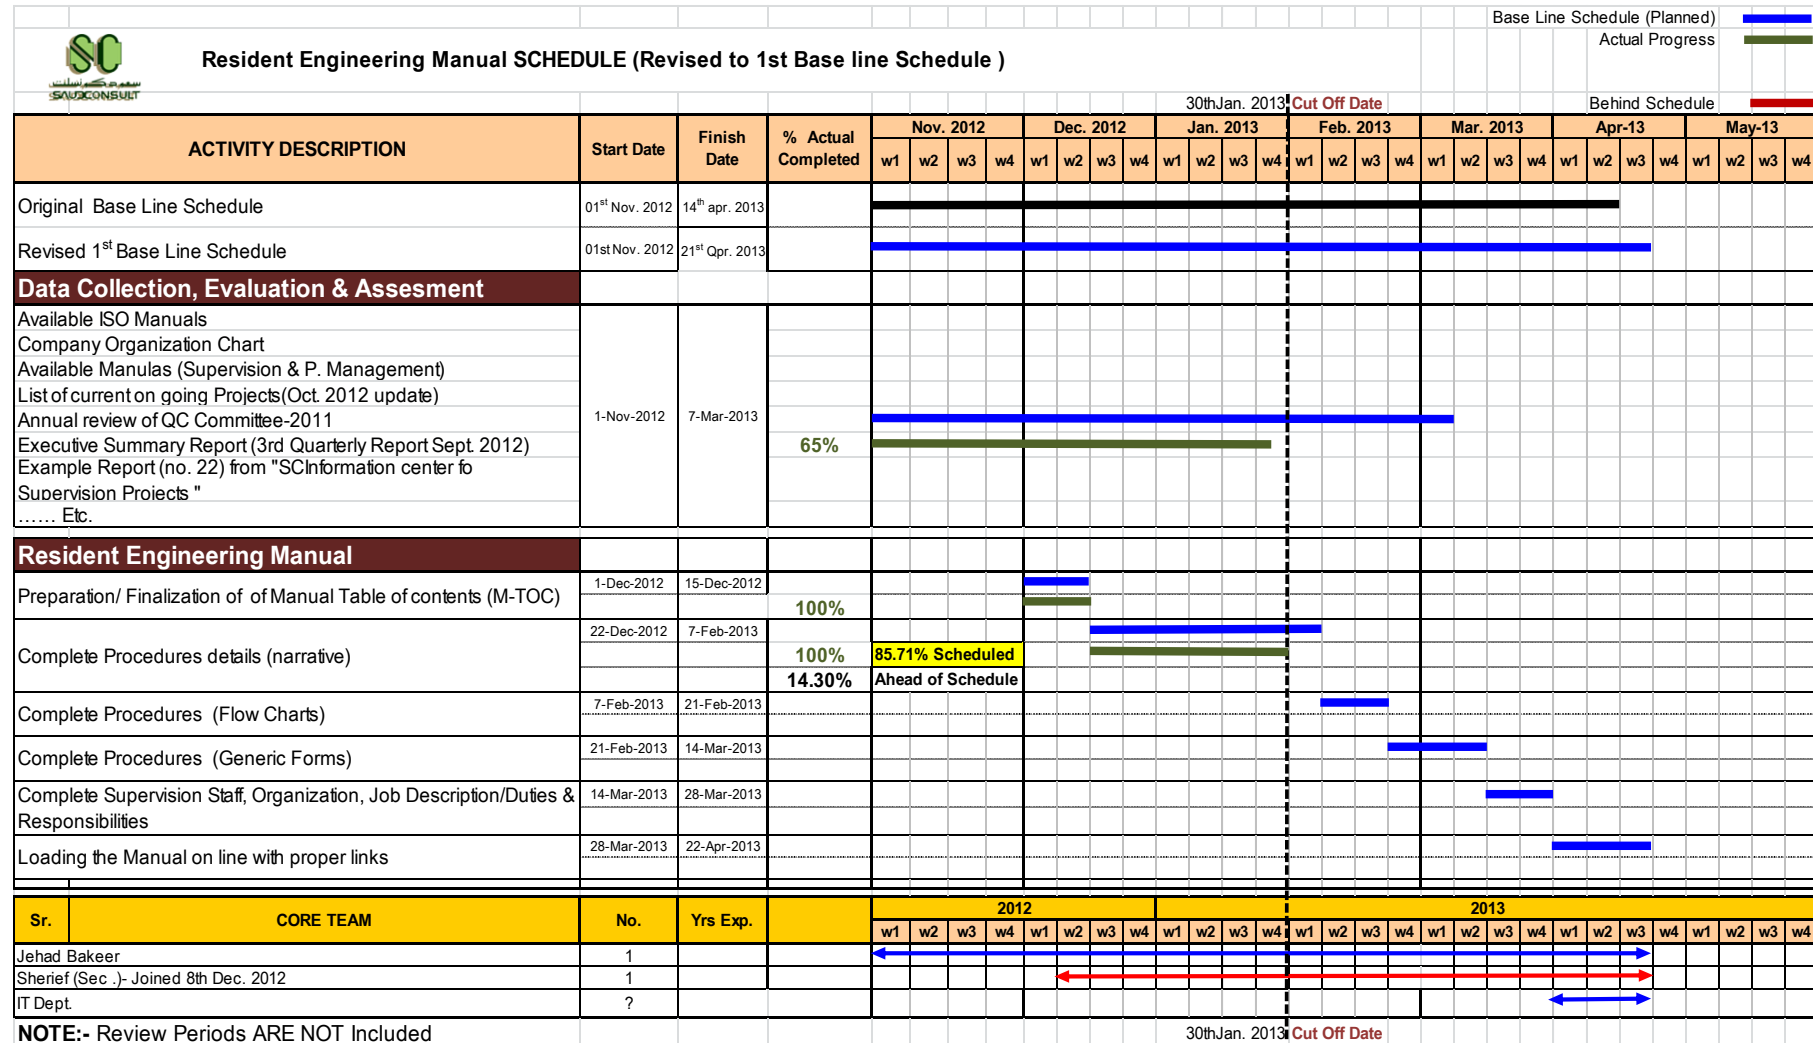 Base Line Schedule (Planned)
Actual Progress
SC
سعودي كونسلت
SAUDCONSULT
Resident Engineering Manual SCHEDULE (Revised to 1st Base line Schedule )
30thJan. 2013 Cut Off Date
Behind Schedule
ACTIVITY DESCRIPTION Start Date Finish Date % Actual Completed Nov. 2012 Dec. 2012 Jan. 2013 Feb. 2013 Mar. 2013 Apr-13 May-13
w1 w2 w3 w4 w1 w2 w3 w4 w1 w2 w3 w4 w1 w2 w3 w4 w1 w2 w3 w4 w1 w2 w3 w4 w1 w2 w3 w4
Original Base Line Schedule 01st Nov. 2012 14th apr. 2013
Revised 1st Base Line Schedule 01st Nov. 2012 21st Qpr. 2013
Data Collection, Evaluation & Assesment
Available ISO Manuals
Company Organization Chart
Available Manulas (Supervision & P. Management)
List of current on going Projects(Oct. 2012 update)
Annual review of QC Committee-2011 1-Nov-2012 7-Mar-2013
Executive Summary Report (3rd Quarterly Report Sept. 2012) 65%
Example Report (no. 22) from "SCInformation center fo
Supervision Projects "
...... Etc.
Resident Engineering Manual
Preparation/ Finalization of of Manual Table of contents (M-TOC) 1-Dec-2012 15-Dec-2012
100%
22-Dec-2012 7-Feb-2013
Complete Procedures details (narrative) 100% 85.71% Scheduled
14.30% Ahead of Schedule
Complete Procedures (Flow Charts) 7-Feb-2013 21-Feb-2013
Complete Procedures (Generic Forms) 21-Feb-2013 14-Mar-2013
Complete Supervision Staff, Organization, Job Description/Duties & 14-Mar-2013 28-Mar-2013
Responsibilities
Loading the Manual on line with proper links 28-Mar-2013 22-Apr-2013
Sr. CORE TEAM No. Yrs Exp. 2012 2013
w1 w2 w3 w4 w1 w2 w3 w4 w1 w2 w3 w4 w1 w2 w3 w4 w1 w2 w3 w4 w1 w2 w3 w4 w1 w2 w3 w4
Jehad Bakeer 1
Sherief (Sec .)- Joined 8th Dec. 2012 1
IT Dept. ?
NOTE:- Review Periods ARE NOT Included 30thJan. 2013 Cut Off Date